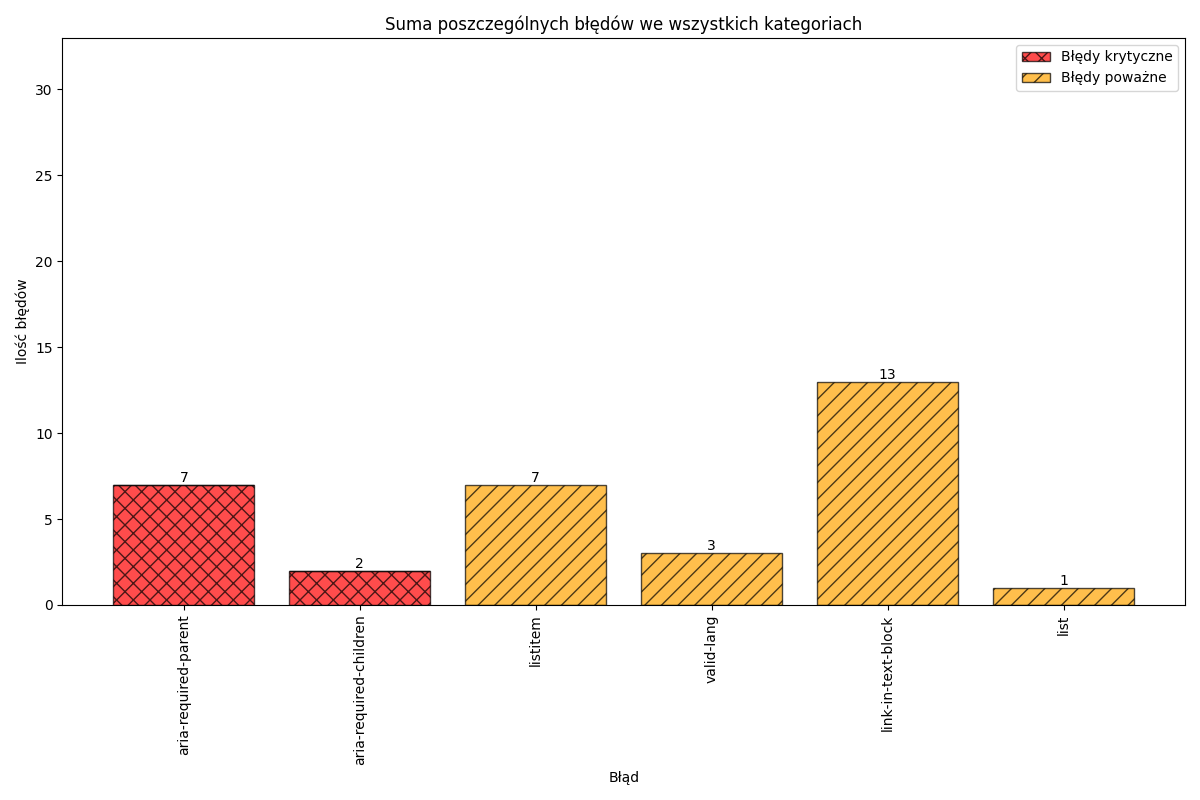 Suma poszczególnych błędów we wszystkich kategoriach
Błędy krytyczne
Błędy poważne
Ilość błędów
30
25
20
15
10
5
0
7
2
7
3
13
1
aria-required-parent
aria-required-children
listitem
valid-lang
link-in-text-block
list
Błąd